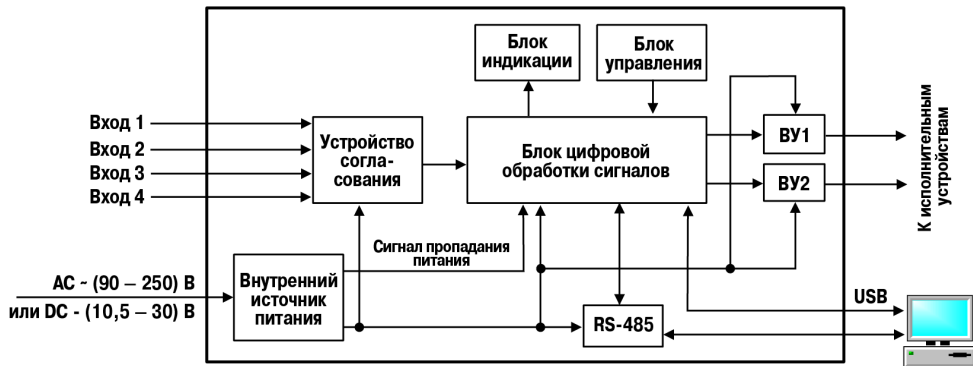 Блок
индикации
Блок
управления
Вход 1
Вход 2
Вход 3
Вход 4
Устройство
согла-
сования
Блок цифровой
обработки сигналов
ВУ1
ВУ2
К исполнительным
устройствам
Сигнал пропадания
питания
AC ~ (90 – 250) В
или DC - (10,5 – 30) В
Внутренний
источник
питания
RS-485
USB